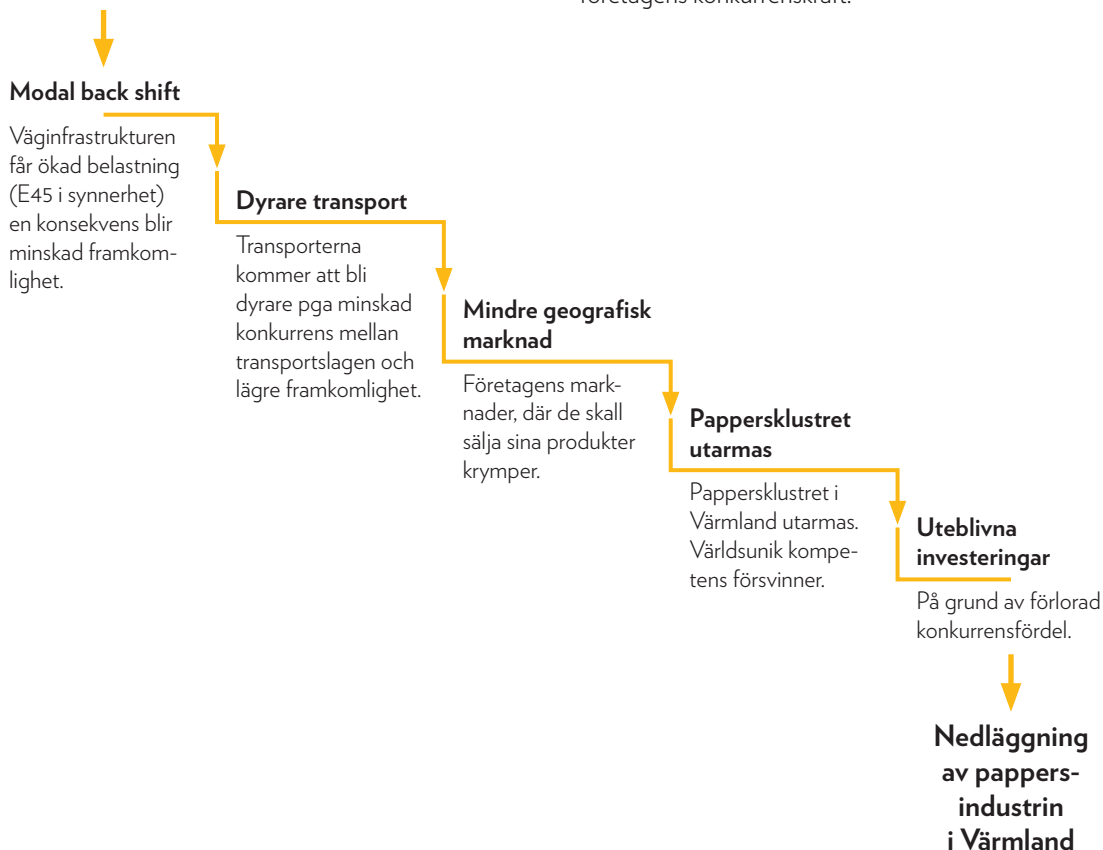 företagens konkurrenskraft.
Modal back shift
Väginfrastrukturen
får ökad belastning
(E45 i synnerhet)
en konsekvens blir
minskad framkom-
lighet.
Dyrare transport
Transporterna
kommer att bli
dyrare pga minskad
konkurrens mellan
transportslagen och
lägre framkomlighet.
Mindre geografisk
marknad
Företagens mark-
nader, där de skall
sälja sina produkter
krymper.
Pappersklustret
utarmas
Pappersklustret i
Värmland utarmas.
Världsunik kompe-
tens försvinner.
Uteblivna
investeringar
På grund av förlorad
konkurrensfördel.
Nedläggning
av pappers-
industrin
i Värmland